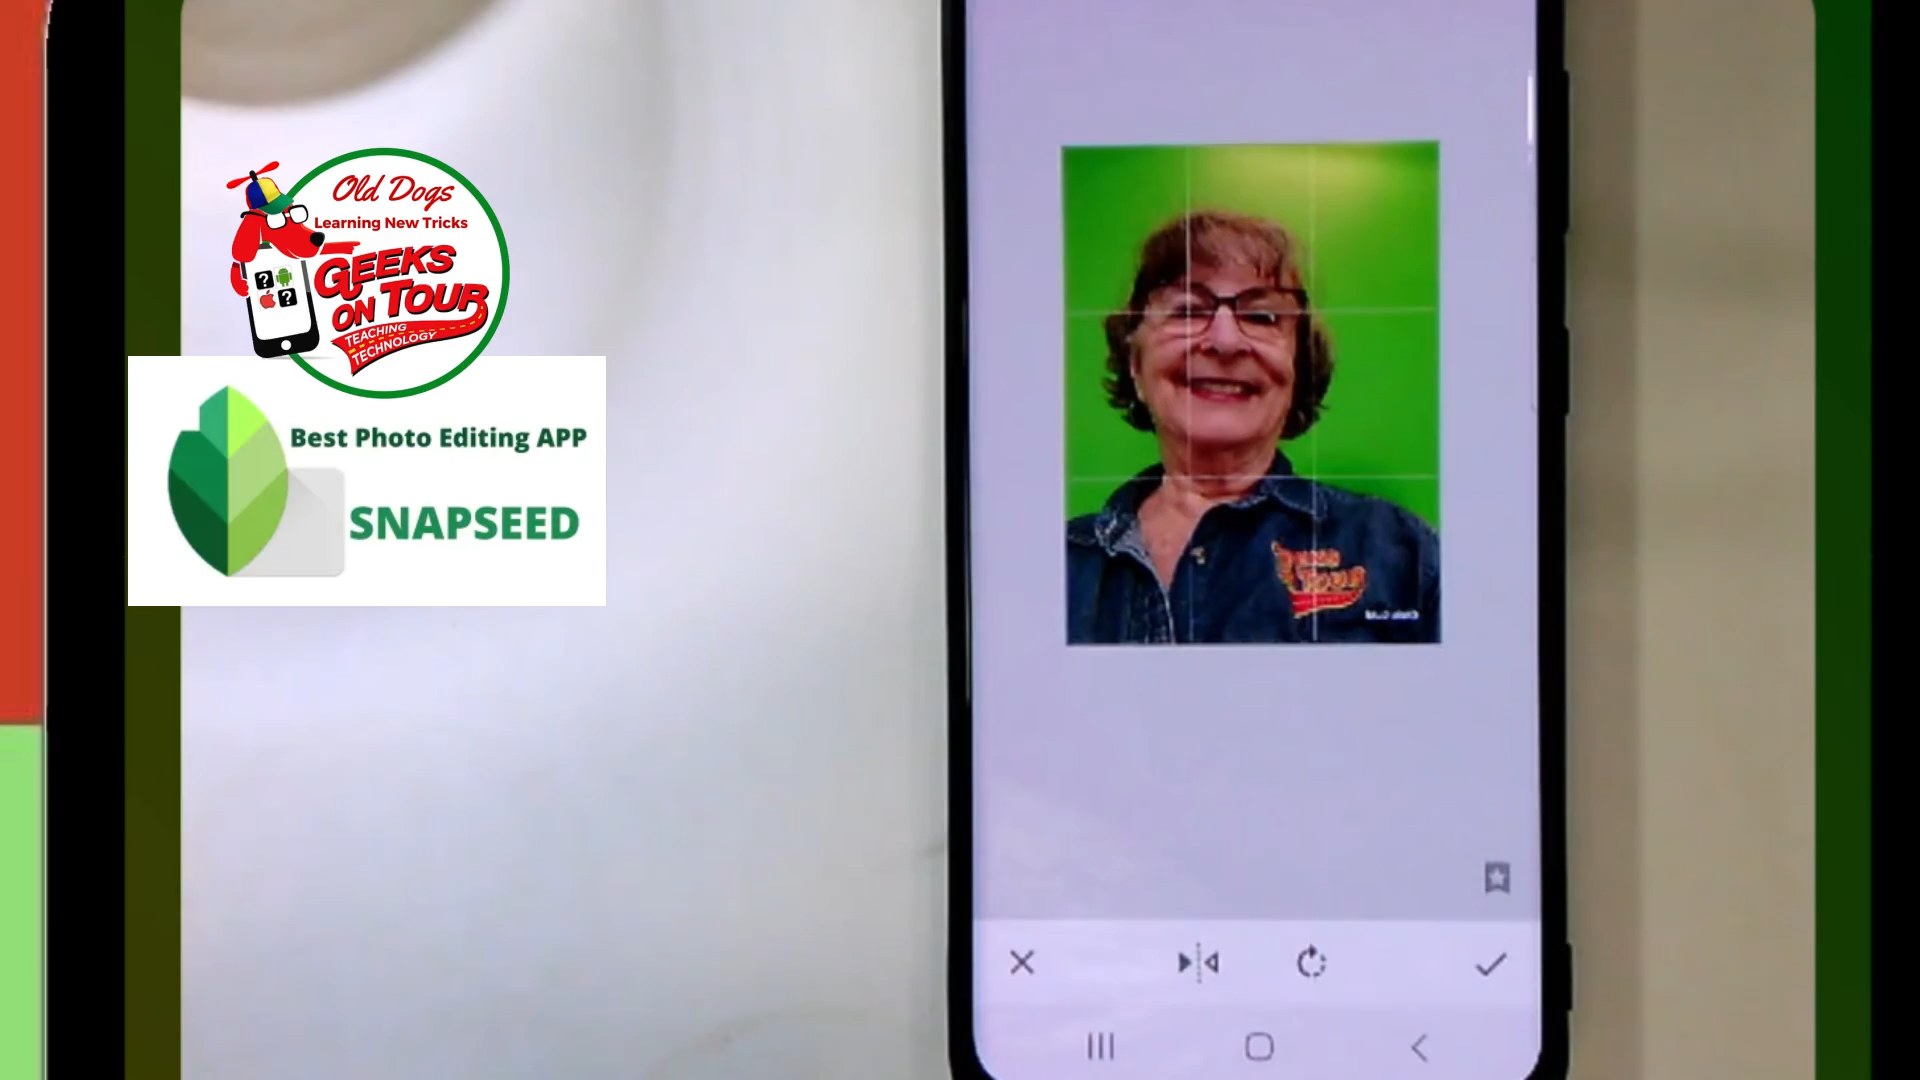 Old Dogs
Learning New Tricks
GEEKS
ON TOUR
TEACHING
TECHNOLOGY
? 
?
Best Photo Editing APP
SNAPSEED